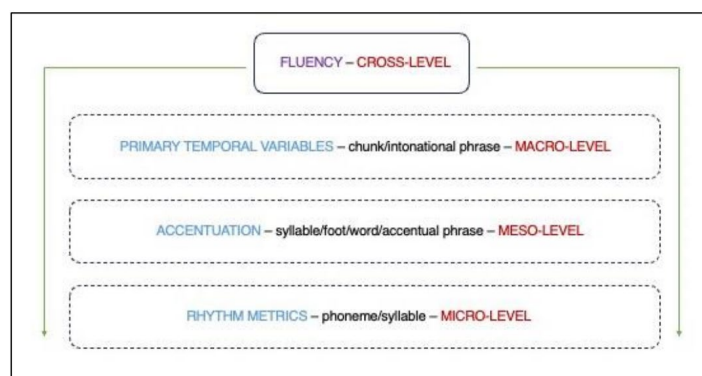 FLUENCY – CROSS-LEVEL
PRIMARY TEMPORAL VARIABLES – chunk/intonational phrase – MACRO-LEVEL
ACCENTUATION – syllable/foot/word/accentual phrase – MESO-LEVEL
RHYTHM METRICS – phoneme/syllable – MICRO-LEVEL